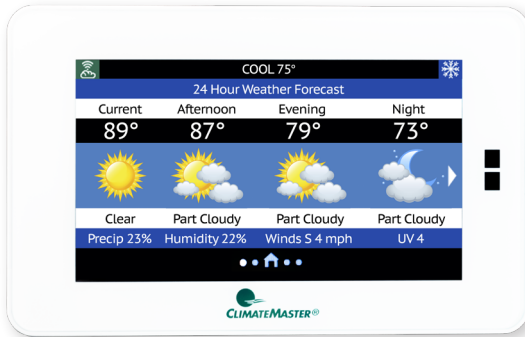 COOL 75°
24 Hour Weather Forecast
Current Afternoon Evening Night
89° 87° 79° 73°
Clear Part Cloudy Part Cloudy Part Cloudy
Precip 23% Humidity 22% Winds S 4 mph UV 4
CLIMATEMASTER®